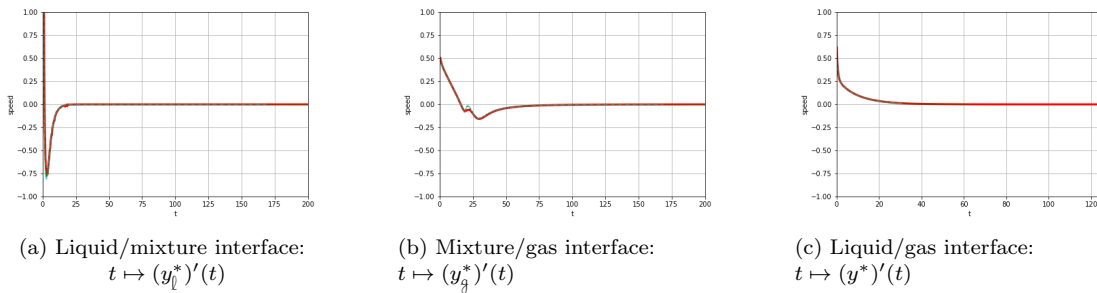 1.00
0.75
0.50
0.25
0.00
−0.25
−0.50
−0.75
−1.00
speed
0 25 50 75 100 125 150 175 200
t
1.00
0.75
0.50
0.25
0.00
−0.25
−0.50
−0.75
−1.00
speed
0 25 50 75 100 125 150 175 200
t
1.00
0.75
0.50
0.25
0.00
−0.25
−0.50
−0.75
−1.00
speed
0 20 40 60 80 100 120
t
(a) Liquid/mixture interface:
t ↦ (y_ℓ^*)′(t)
(b) Mixture/gas interface:
t ↦ (y_g^*)′(t)
(c) Liquid/gas interface:
t ↦ (y^*)′(t)